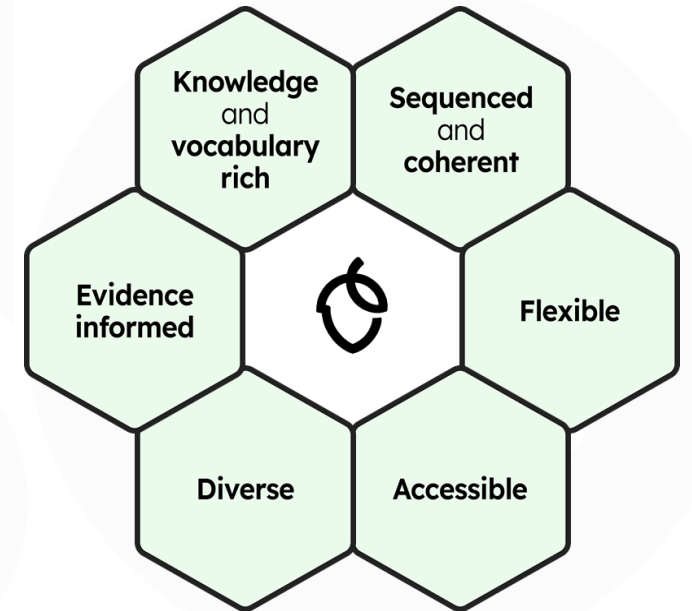 Knowledge
and
vocabulary
rich
Sequenced
and
coherent
Evidence
informed
Flexible
Diverse
Accessible